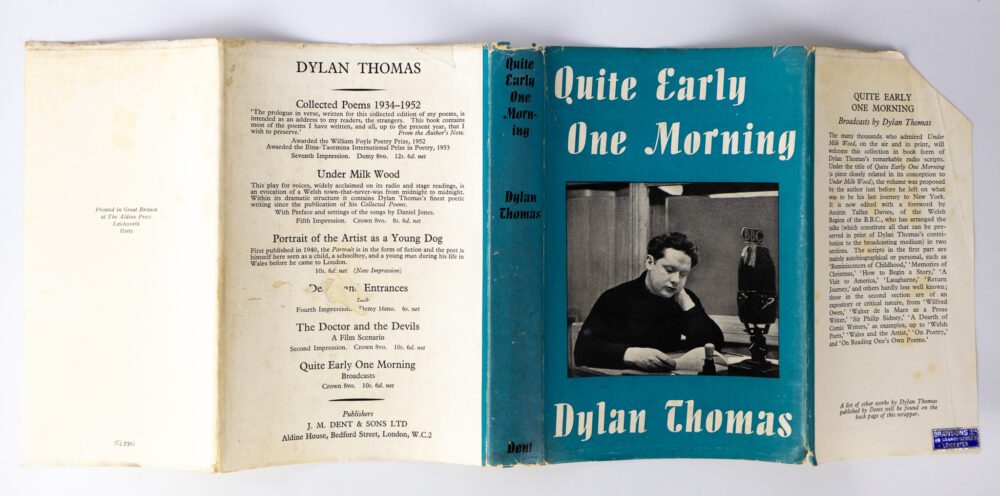 Printed in Great Britain
at The Aldine Press
Letchworth
Herts
DYLAN THOMAS
Collected Poems 1934–1952
'The prologue in verse, written for this collected edition of my poems, is
intended as an address to my readers, the strangers. This book contains
most of the poems I have written, and all, up to the present year, that I
wish to preserve.' From the Author's Note.
Awarded the William Foyle Poetry Prize, 1952
Awarded the Etna-Taormina International Prize in Poetry, 1953
Seventh Impression. Demy 8vo. 12s. 6d. net
Under Milk Wood
This play for voices, widely acclaimed on its radio and stage readings, is
an evocation of a Welsh town-that-never-was from midnight to midnight.
Within its dramatic structure it contains Dylan Thomas's finest poetic
writing since the publication of his Collected Poems.
With Preface and settings of the songs by Daniel Jones.
Fifth Impression. Crown 8vo. 8s. 6d. net
Portrait of the Artist as a Young Dog
First published in 1940, the Portrait is in the form of fiction and the poet is
himself here seen as a child, a schoolboy, and a young man during his life in
Wales before he came to London.
10s. 6d. net (New Impression)
Entrances
Fourth Impression. Demy 16mo. 6s. net
The Doctor and the Devils
A Film Scenario
Second Impression. Crown 8vo. 10s. 6d. net
Quite Early One Morning
Broadcasts
Crown 8vo. 10s. 6d. net
Publishers
J. M. DENT & SONS LTD
Aldine House, Bedford Street, London, W.C.2
Quite
Early
One
Morn-
ing
Dylan
Thomas
Dent
Quite Early
One Morning
BBC
Dylan Thomas
QUITE EARLY
ONE MORNING
Broadcasts by Dylan Thomas
The many thousands who admired Under
Milk Wood, on the air and in print, will
welcome this collection in book form of
Dylan Thomas's remarkable radio scripts.
Under the title of Quite Early One Morning
(a piece closely related in its conception to
Under Milk Wood), the volume was proposed
by the author just before he left on what
was to be his last journey to New York.
It is now edited with a foreword by
Aneirin Talfan Davies, of the Welsh
Region of the B.B.C., who has arranged the
talks (which constitute all that can be pre-
served in print of Dylan Thomas's contri-
bution to the broadcasting medium) in two
sections. The scripts in the first part are
mainly autobiographical or personal, such as
'Reminiscences of Childhood,' 'Memories of
Christmas,' 'How to Begin a Story,' 'A
Visit to America,' 'Laugharne,' 'Return
Journey,' and others hardly less well known;
those in the second section are of an
expository or critical nature, from 'Wilfred
Owen,' 'Walter de la Mare as a Prose
Writer,' 'Sir Philip Sidney,' 'A Dearth of
Comic Writers,' as examples, up to 'Welsh
Poets,' 'Wales and the Artist,' 'On Poetry,'
and 'On Reading One's Own Poems.'
A list of other works by Dylan Thomas
published by Dents will be found on the
back page of this wrapper.
LEICESTER